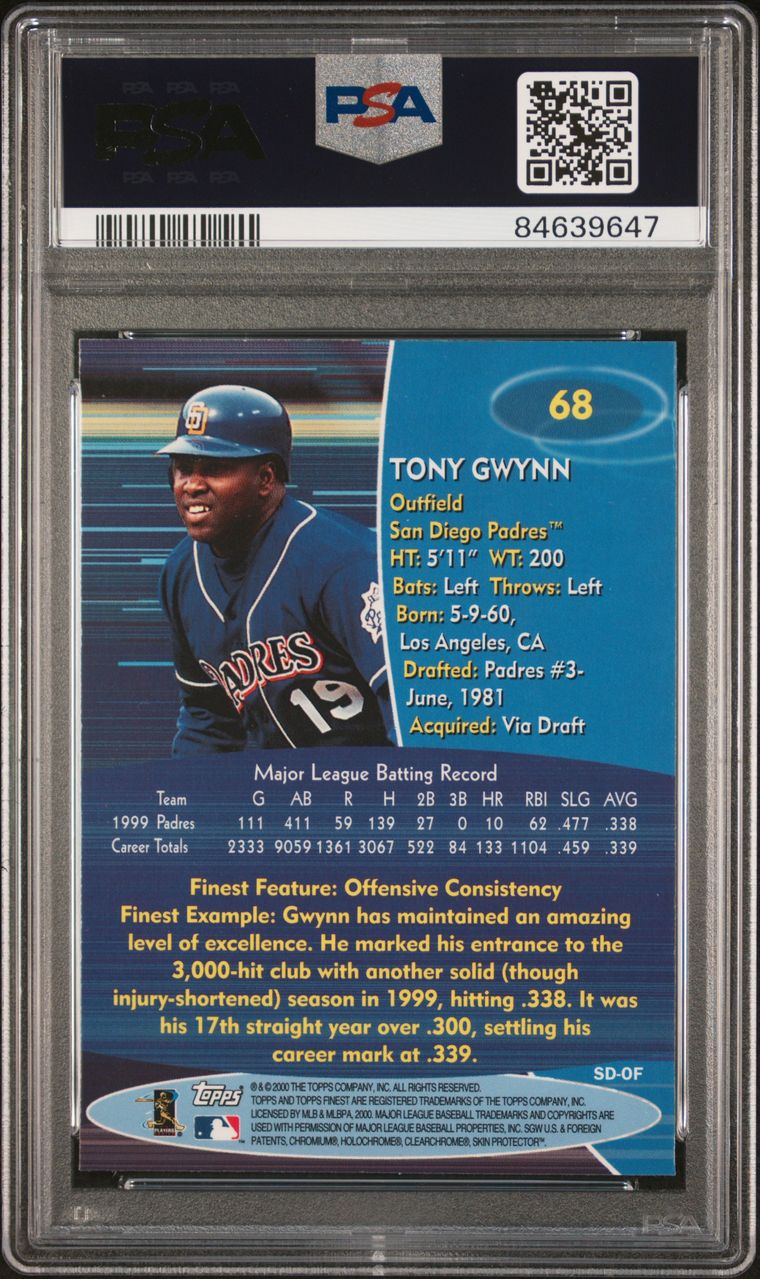 PSA PSA PSA
PSA
PSA
PSA PSA PSA
84639647
68
TONY GWYNN
Outfield
San Diego Padres™
HT: 5'11" WT: 200
Bats: Left Throws: Left
Born: 5-9-60,
Los Angeles, CA
Drafted: Padres #3-
June, 1981
Acquired: Via Draft
SD
PADRES
19
Major League Batting Record
Team G AB R H 2B 3B HR RBI SLG AVG
1999 Padres 111 411 59 139 27 0 10 62 .477 .338
Career Totals 2333 9059 1361 3067 522 84 133 1104 .459 .339
Finest Feature: Offensive Consistency
Finest Example: Gwynn has maintained an amazing
level of excellence. He marked his entrance to the
3,000-hit club with another solid (though
injury-shortened) season in 1999, hitting .338. It was
his 17th straight year over .300, settling his
career mark at .339.
SD-OF
Topps
PLAYERS
®& © 2000 THE TOPPS COMPANY, INC. ALL RIGHTS RESERVED.
TOPPS AND TOPPS FINEST ARE REGISTERED TRADEMARKS OF THE TOPPS COMPANY, INC.
LICENSED BY MLB & MLBPA, 2000. MAJOR LEAGUE BASEBALL TRADEMARKS AND COPYRIGHTS ARE
USED WITH PERMISSION OF MAJOR LEAGUE BASEBALL PROPERTIES, INC. SGW U.S. & FOREIGN
PATENTS, CHROMIUM®, HOLOCHROME®, CLEARCHROME®, SKIN PROTECTOR™.
PSA